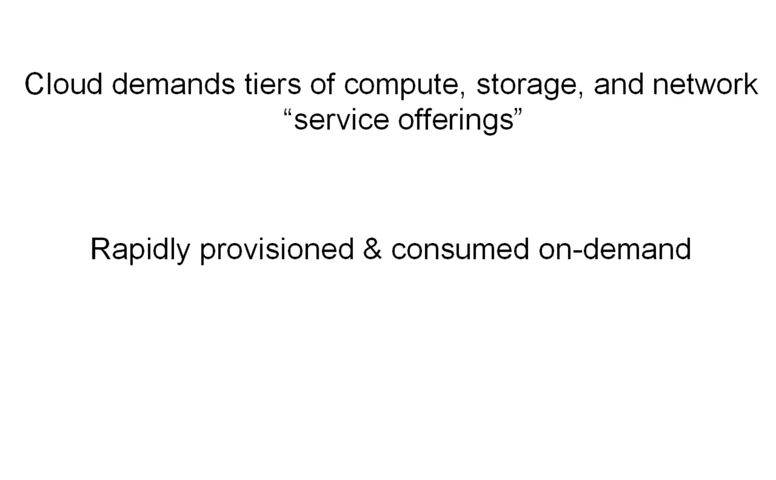 Cloud demands tiers of compute, storage, and network
“service offerings”
Rapidly provisioned & consumed on-demand